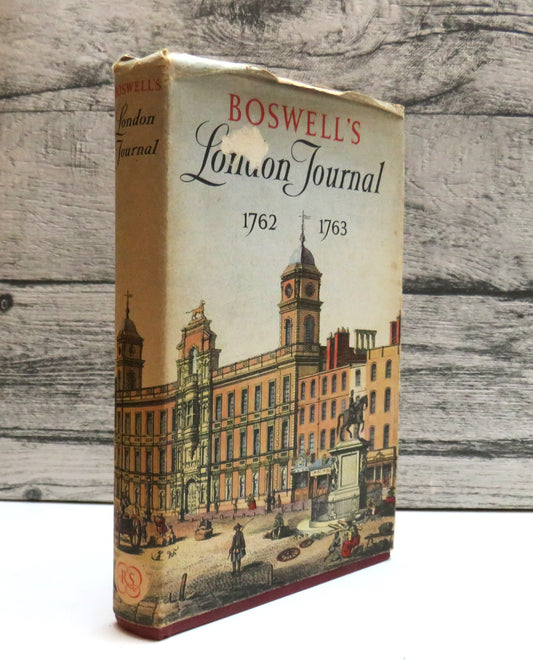 BOSWELL'S
London
Journal
RS
BOSWELL'S
London Journal
1762 1763